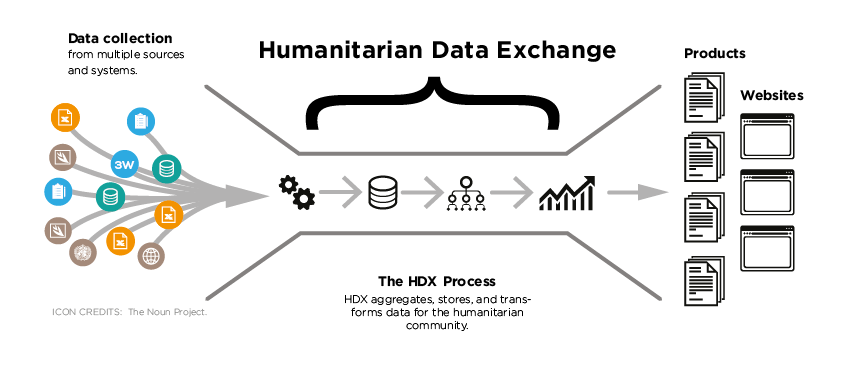 Data collection
from multiple sources
and systems.
Humanitarian Data Exchange
Products
Websites
3W
The HDX Process
HDX aggregates, stores, and trans-
forms data for the humanitarian
community.
ICON CREDITS: The Noun Project.